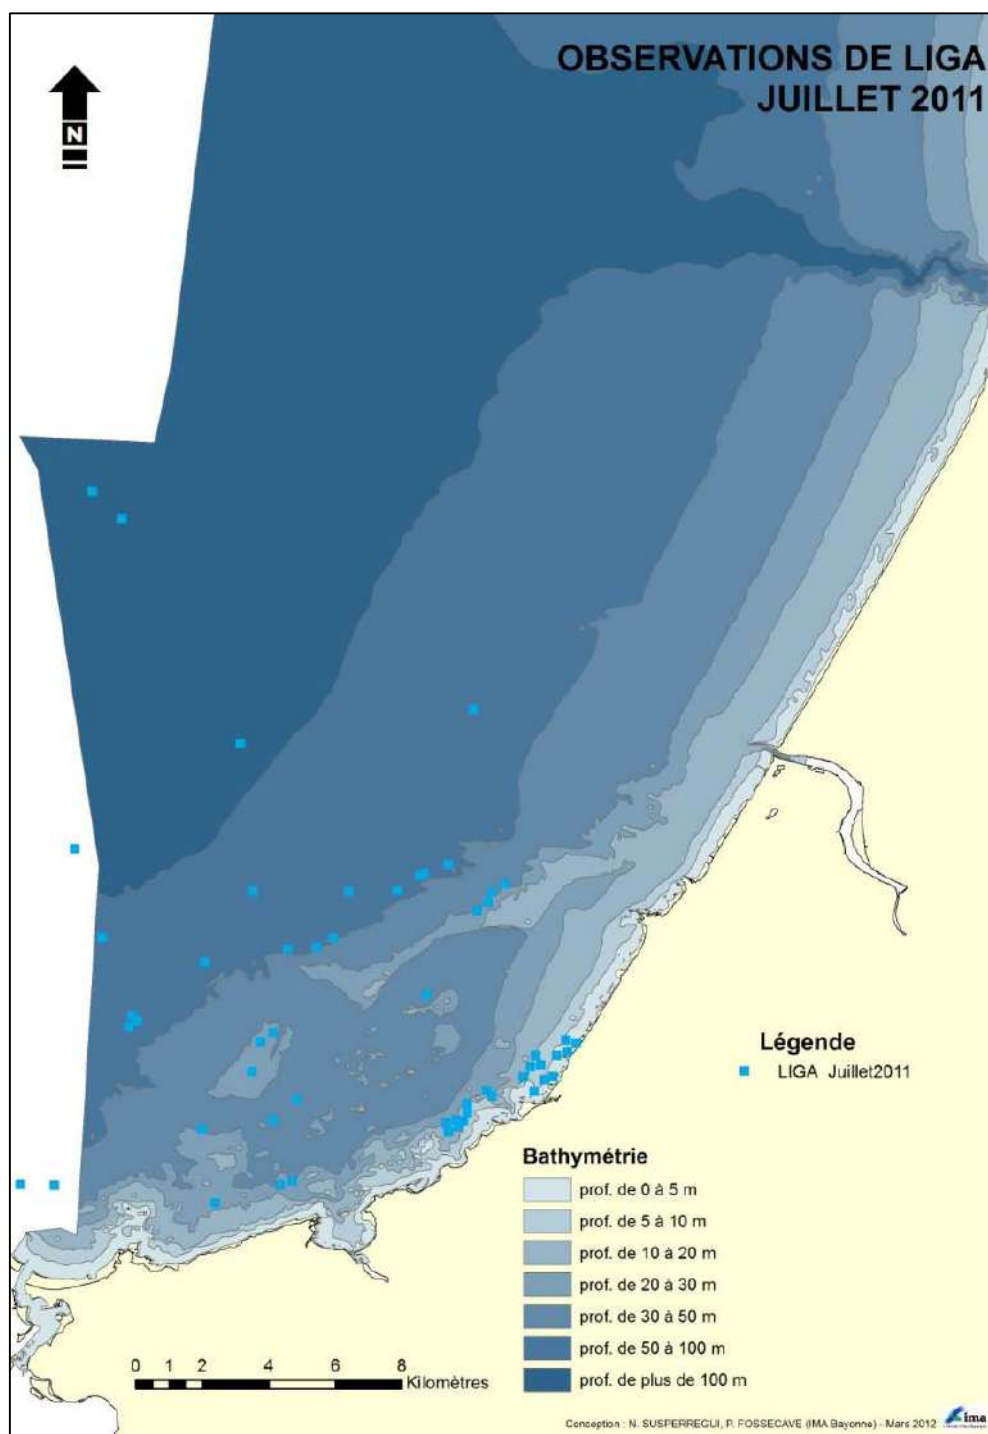 OBSERVATIONS DE LIGA
JUILLET 2011
N
Légende
LIGA Juillet2011
Bathymétrie
prof. de 0 à 5 m
prof. de 5 à 10 m
prof. de 10 à 20 m
prof. de 20 à 30 m
prof. de 30 à 50 m
prof. de 50 à 100 m
prof. de plus de 100 m
0 1 2 4 6 8
Kilomètres
Conception : N. SUSPERREGUI, P. FOSSECAVE (IMA Bayonne) - Mars 2012
ima